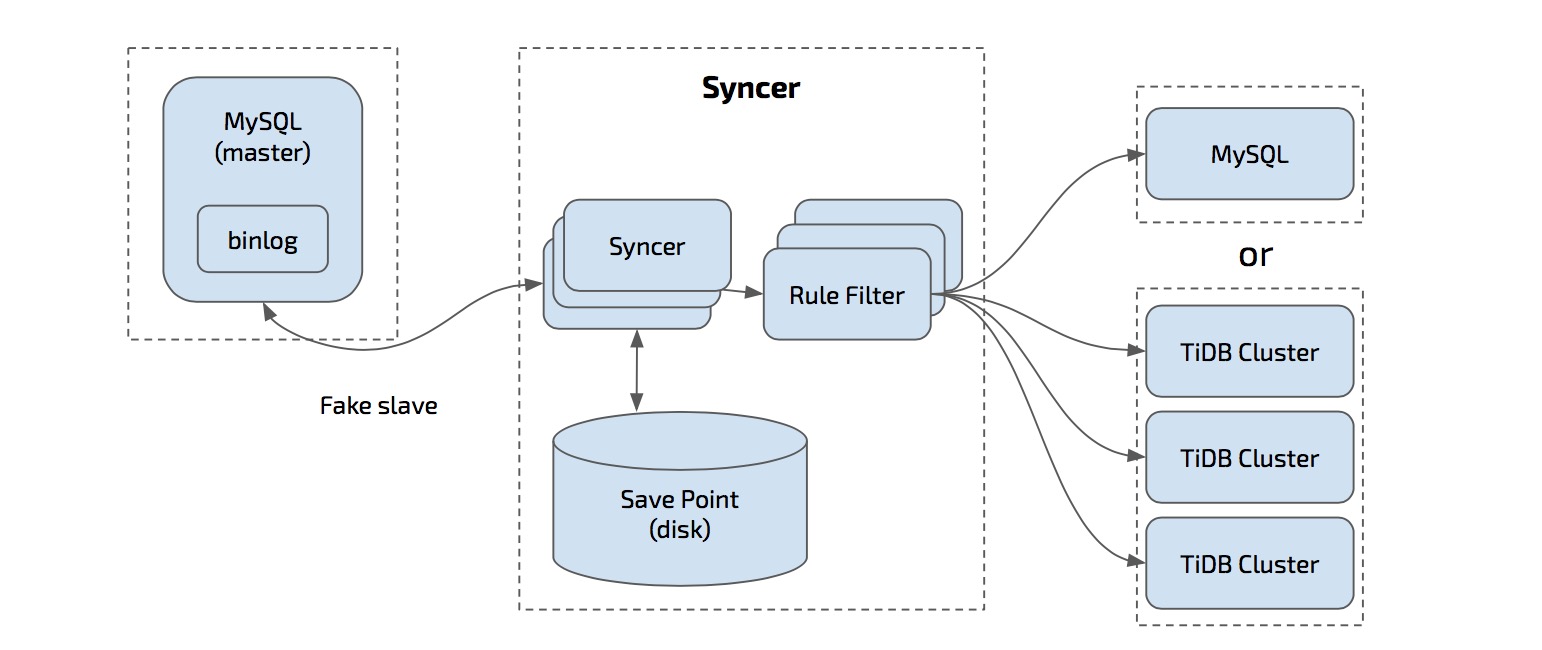 MySQL
(master)
binlog
Fake slave
Syncer
Syncer
Rule Filter
Save Point
(disk)
MySQL
or
TiDB Cluster
TiDB Cluster
TiDB Cluster